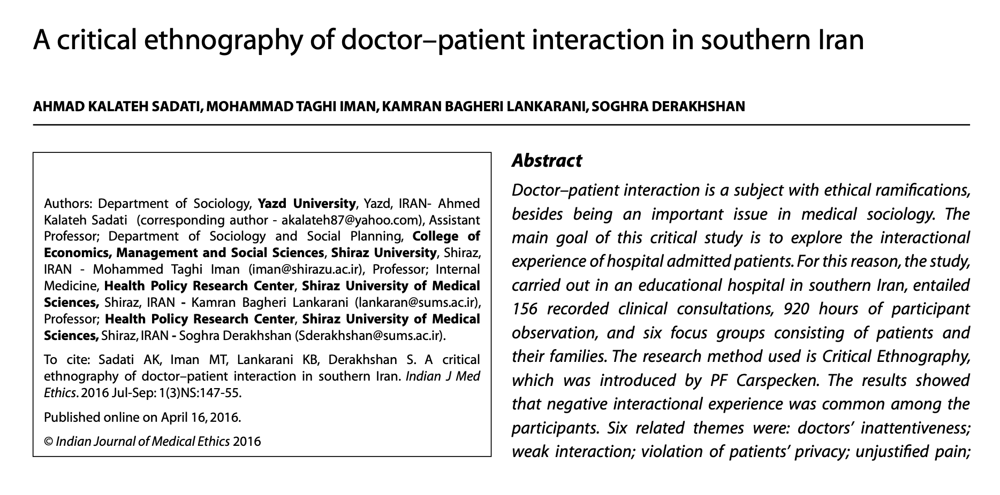 A critical ethnography of doctor–patient interaction in southern Iran
AHMAD KALATEH SADATI, MOHAMMAD TAGHI IMAN, KAMRAN BAGHERI LANKARANI, SOGHRA DERAKHSHAN
Authors: Department of Sociology, Yazd University, Yazd, IRAN- Ahmed
Kalateh Sadati (corresponding author - akalateh87@yahoo.com), Assistant
Professor; Department of Sociology and Social Planning, College of
Economics, Management and Social Sciences, Shiraz University, Shiraz,
IRAN - Mohammed Taghi Iman (iman@shirazu.ac.ir), Professor; Internal
Medicine, Health Policy Research Center, Shiraz University of Medical
Sciences, Shiraz, IRAN - Kamran Bagheri Lankarani (lankaran@sums.ac.ir),
Professor; Health Policy Research Center, Shiraz University of Medical
Sciences, Shiraz, IRAN - Soghra Derakhshan (Sderakhshan@sums.ac.ir).
To cite: Sadati AK, Iman MT, Lankarani KB, Derakhshan S. A critical
ethnography of doctor–patient interaction in southern Iran. Indian J Med
Ethics. 2016 Jul-Sep: 1(3)NS:147-55.
Published online on April 16, 2016.
© Indian Journal of Medical Ethics 2016
Abstract
Doctor–patient interaction is a subject with ethical ramifications,
besides being an important issue in medical sociology. The
main goal of this critical study is to explore the interactional
experience of hospital admitted patients. For this reason, the study,
carried out in an educational hospital in southern Iran, entailed
156 recorded clinical consultations, 920 hours of participant
observation, and six focus groups consisting of patients and
their families. The research method used is Critical Ethnography,
which was introduced by PF Carspecken. The results showed
that negative interactional experience was common among the
participants. Six related themes were: doctors’ inattentiveness;
weak interaction; violation of patients’ privacy; unjustified pain;